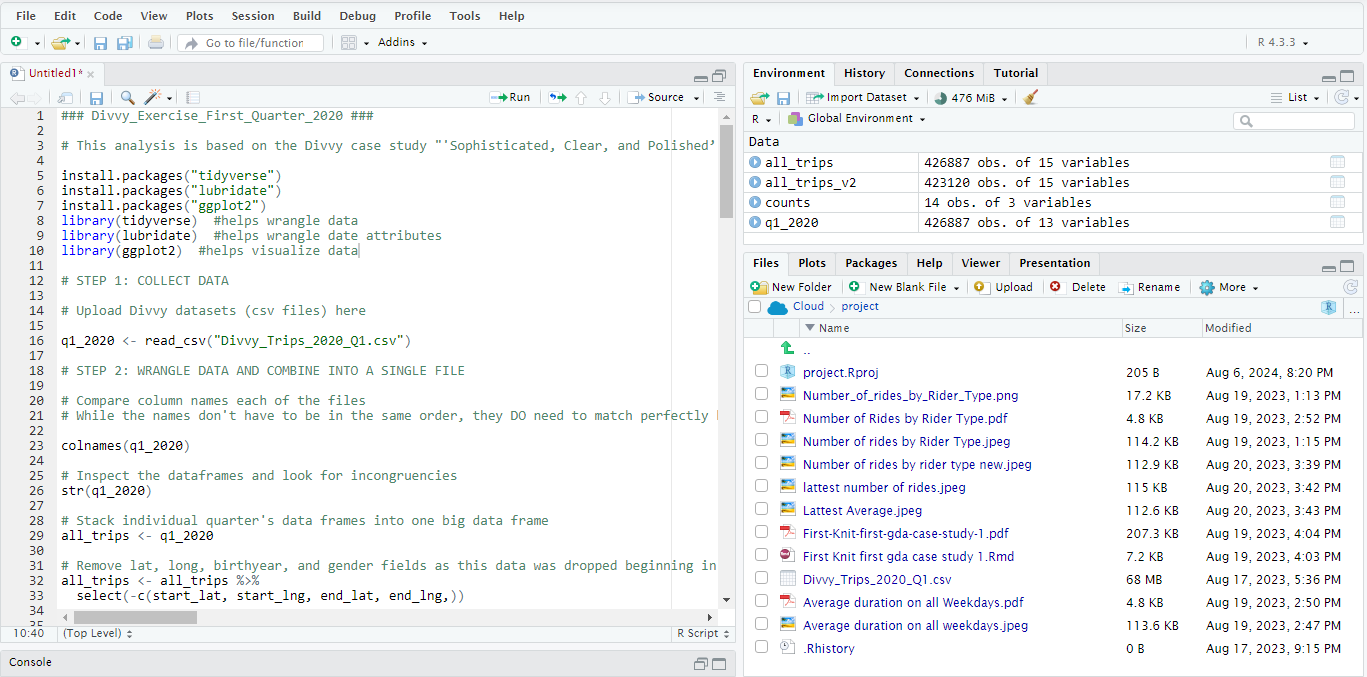 File Edit Code View Plots Session Build Debug Profile Tools Help
Go to file/function Addins R 4.3.3
Untitled1*
Run Source
1 ### Divvy_Exercise_First_Quarter_2020 ###
2
3 # This analysis is based on the Divvy case study "'Sophisticated, Clear, and Polished'
4
5 install.packages("tidyverse")
6 install.packages("lubridate")
7 install.packages("ggplot2")
8 library(tidyverse)  #helps wrangle data
9 library(lubridate)  #helps wrangle date attributes
10 library(ggplot2)  #helps visualize data
11
12 # STEP 1: COLLECT DATA
13
14 # Upload Divvy datasets (csv files) here
15
16 q1_2020 <- read_csv("Divvy_Trips_2020_Q1.csv")
17
18 # STEP 2: WRANGLE DATA AND COMBINE INTO A SINGLE FILE
19
20 # Compare column names each of the files
21 # While the names don't have to be in the same order, they DO need to match perfectly
22
23 colnames(q1_2020)
24
25 # Inspect the dataframes and look for incongruencies
26 str(q1_2020)
27
28 # Stack individual quarter's data frames into one big data frame
29 all_trips <- q1_2020
30
31 # Remove lat, long, birthyear, and gender fields as this data was dropped beginning in
32 all_trips <- all_trips %>%
33   select(-c(start_lat, start_lng, end_lat, end_lng,))
34
35
10:40 (Top Level) R Script
Console
Environment History Connections Tutorial
Import Dataset 476 MiB List
R Global Environment
Data
all_trips 426887 obs. of 15 variables
all_trips_v2 423120 obs. of 15 variables
counts 14 obs. of 3 variables
q1_2020 426887 obs. of 13 variables
Files Plots Packages Help Viewer Presentation
New Folder New Blank File Upload Delete Rename More
Cloud project ...
Name Size Modified
..
project.Rproj 205 B Aug 6, 2024, 8:20 PM
Number_of_rides_by_Rider_Type.png 17.2 KB Aug 19, 2023, 1:13 PM
Number of Rides by Rider Type.pdf 4.8 KB Aug 19, 2023, 2:52 PM
Number of rides by Rider Type.jpeg 114.2 KB Aug 19, 2023, 1:15 PM
Number of rides by rider type new.jpeg 112.9 KB Aug 20, 2023, 3:39 PM
lattest number of rides.jpeg 115 KB Aug 20, 2023, 3:42 PM
Lattest Average.jpeg 112.6 KB Aug 20, 2023, 3:43 PM
First-Knit-first-gda-case-study-1.pdf 207.3 KB Aug 19, 2023, 4:04 PM
First Knit first gda case study 1.Rmd 7.2 KB Aug 19, 2023, 4:03 PM
Divvy_Trips_2020_Q1.csv 68 MB Aug 17, 2023, 5:36 PM
Average duration on all Weekdays.pdf 4.8 KB Aug 19, 2023, 2:50 PM
Average duration on all weekdays.jpeg 113.6 KB Aug 19, 2023, 2:47 PM
.Rhistory 0 B Aug 17, 2023, 9:15 PM